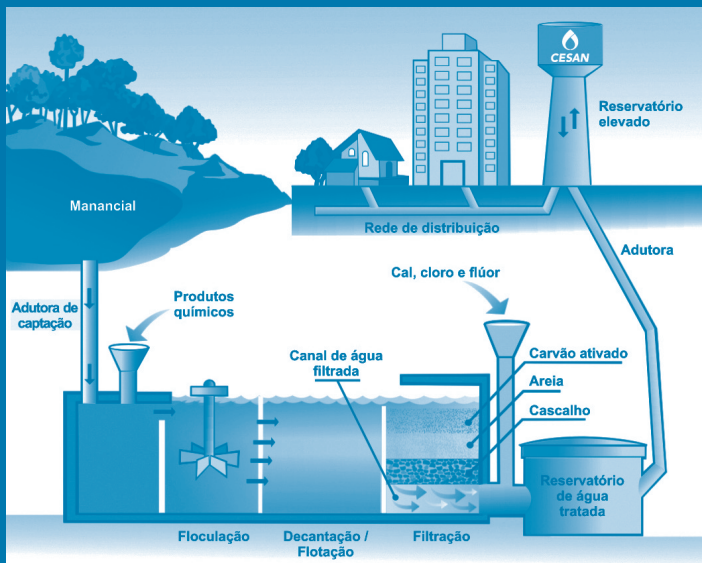 CESAN
Reservatório
elevado
Manancial
Rede de distribuição
Adutora
Cal, cloro e flúor
Produtos
químicos
Adutora de
captação
Canal de água
filtrada
Carvão ativado
Areia
Cascalho
Reservatório
de água
tratada
Floculação
Decantação /
Flotação
Filtração